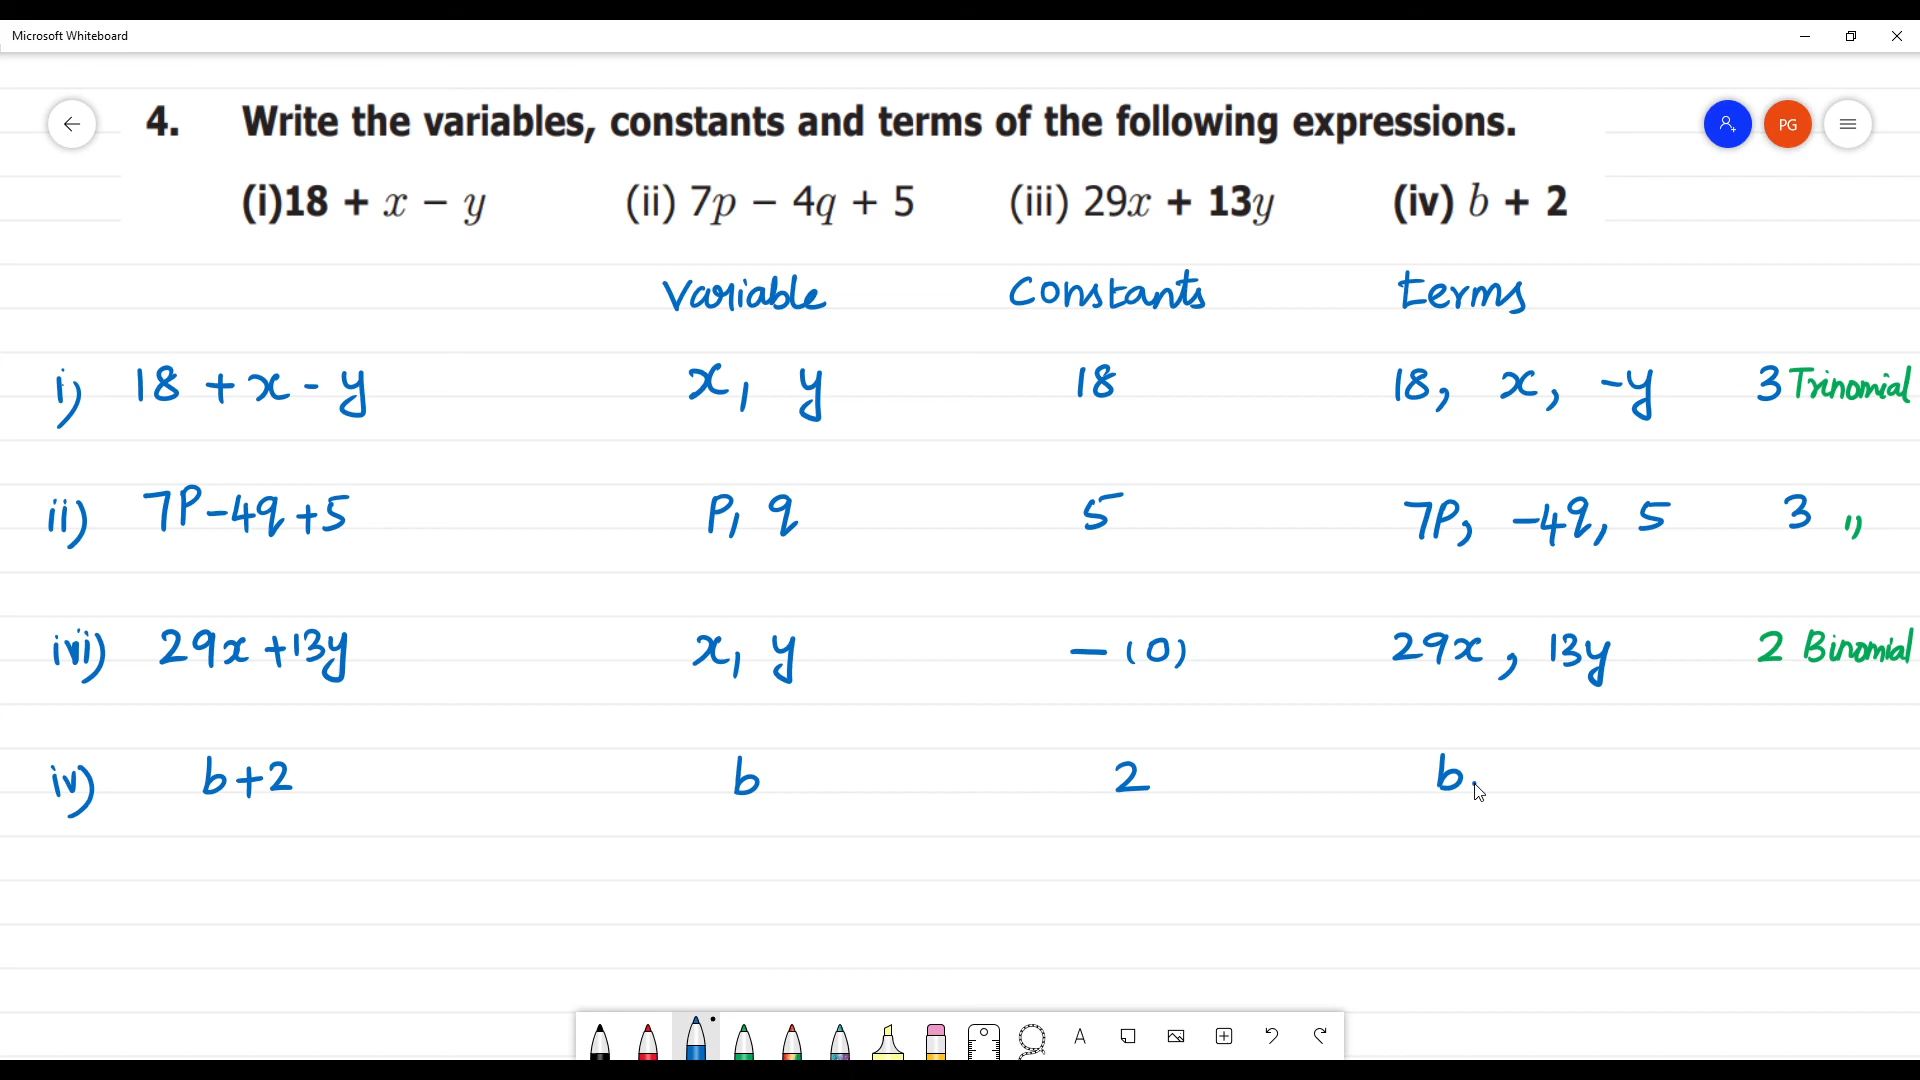 Microsoft Whiteboard
4. Write the variables, constants and terms of the following expressions.
PG
(i)18 + x − y (ii) 7p − 4q + 5 (iii) 29x + 13y (iv) b + 2
Variable Constants terms
i) 18 + x - y x, y 18 18, x, -y 3 Trinomial
ii) 7P-4q+5 P, q 5 7P, -4q, 5 3 ,,
iii) 29x+13y x, y — (0) 29x, 13y 2 Binomial
iv) b+2 b 2 b.
A